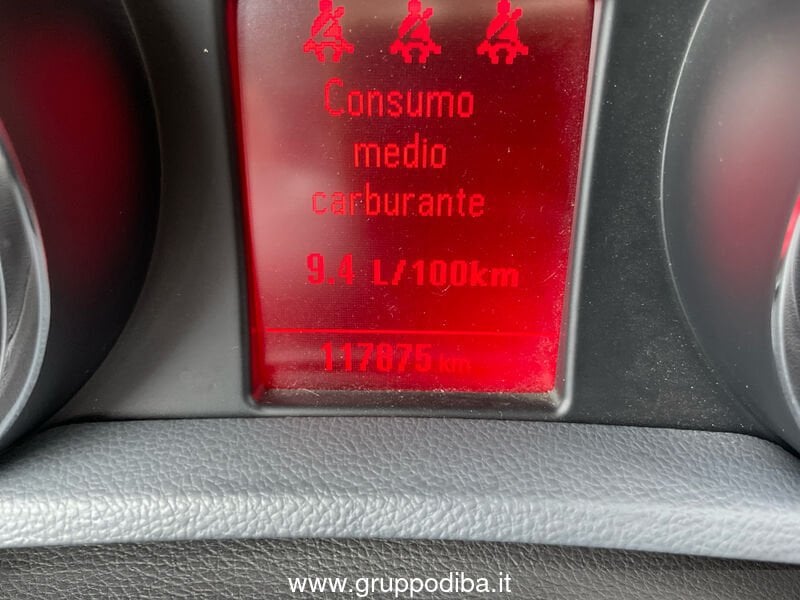 Consumo
medio
carburante
9.4 L/100km
117875 km
www.gruppodiba.it